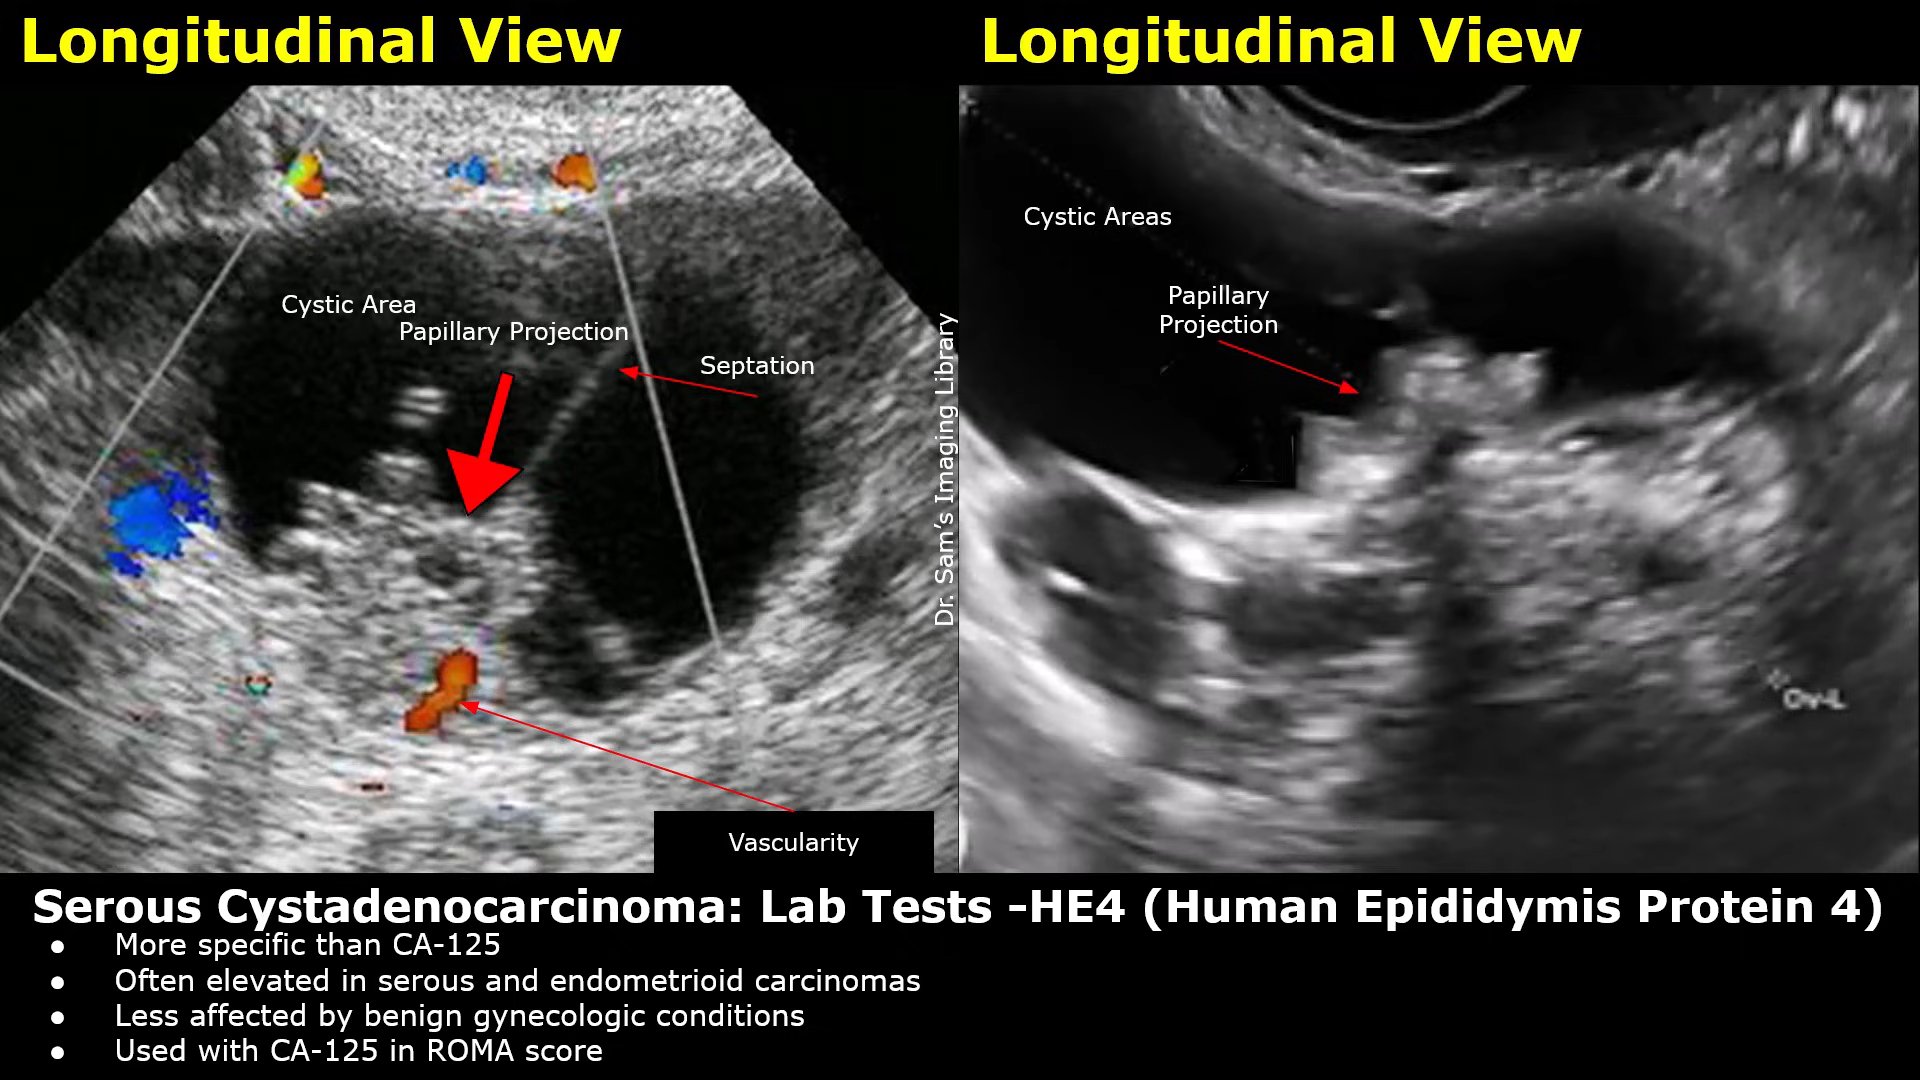 Longitudinal View
Longitudinal View
Cystic Area
Papillary Projection
Septation
Vascularity
Dr. Sam's Imaging Library
Cystic Areas
Papillary
Projection
Ov-L
Serous Cystadenocarcinoma: Lab Tests -HE4 (Human Epididymis Protein 4)
● More specific than CA-125
● Often elevated in serous and endometrioid carcinomas
● Less affected by benign gynecologic conditions
● Used with CA-125 in ROMA score